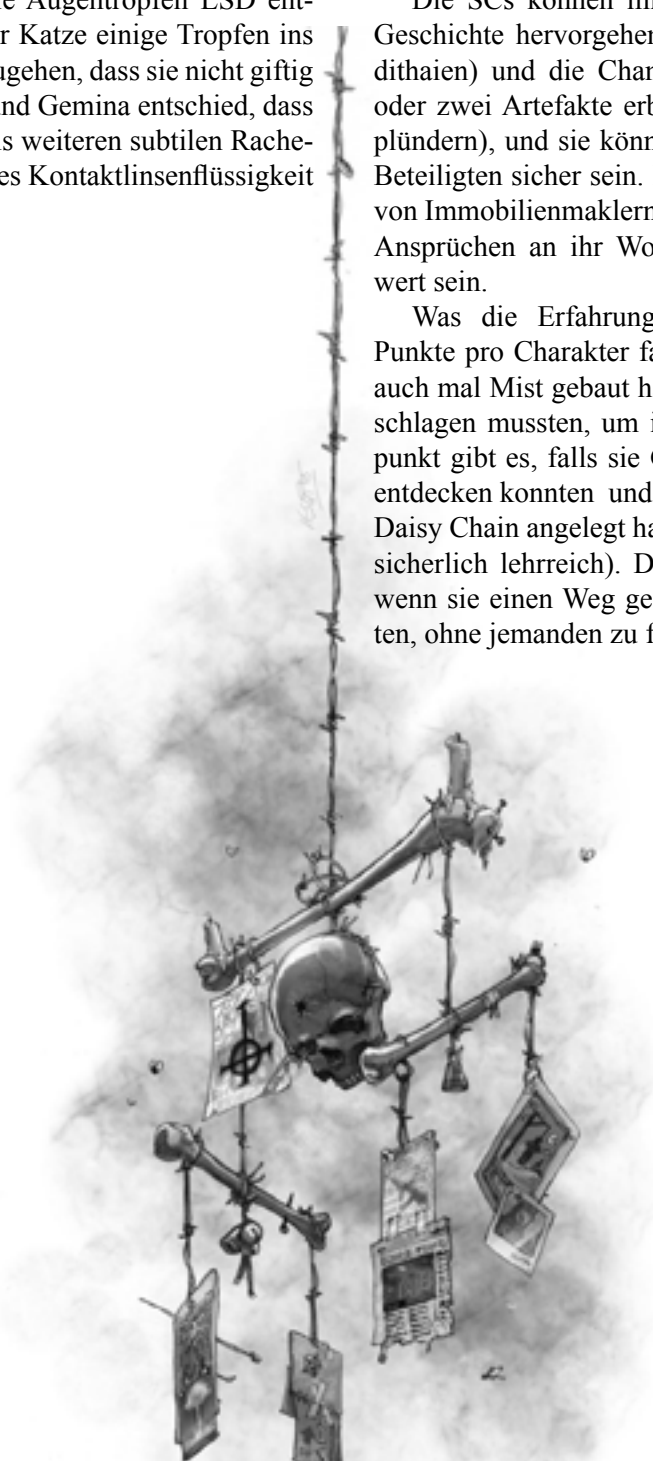 e Augentropfen LSD ent-
r Katze einige Tropfen ins
ugehen, dass sie nicht giftig
und Gemina entschied, dass
s weiteren subtilen Rache-
es Kontaktlinsenflüssigkeit
Die SCs können mi
Geschichte hervorgehen
dithaien) und die Chan
oder zwei Artefakte erb
plündern), und sie könn
Beteiligten sicher sein.
von Immobilienmaklern
Ansprüchen an ihr Wo
wert sein.
Was die Erfahrung
Punkte pro Charakter fa
auch mal Mist gebaut h
schlagen mussten, um i
punkt gibt es, falls sie
entdecken konnten und
Daisy Chain angelegt ha
sicherlich lehrreich). D
wenn sie einen Weg ge
ten, ohne jemanden zu f